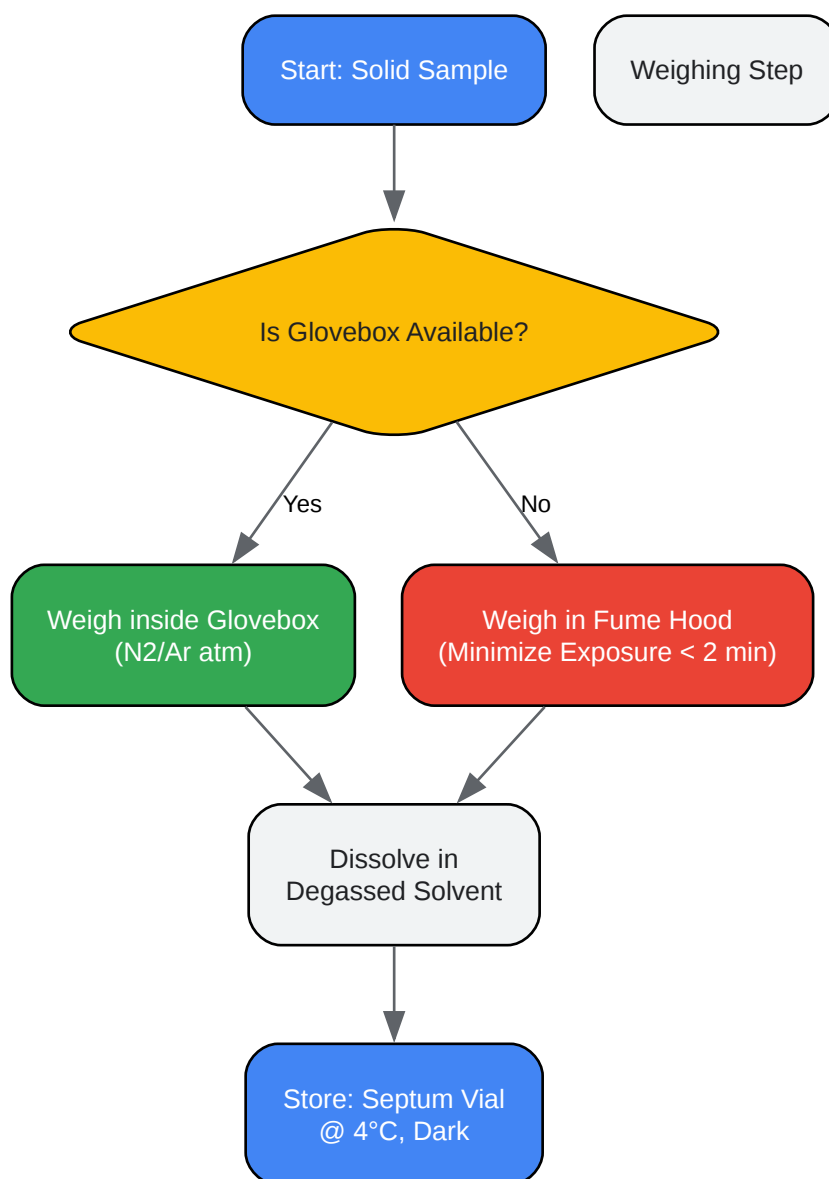 Start: Solid Sample
Weighing Step
Is Glovebox Available?
Yes
No
Weigh inside Glovebox
(N2/Ar atm)
Weigh in Fume Hood
(Minimize Exposure < 2 min)
Dissolve in
Degassed Solvent
Store: Septum Vial
@ 4°C, Dark